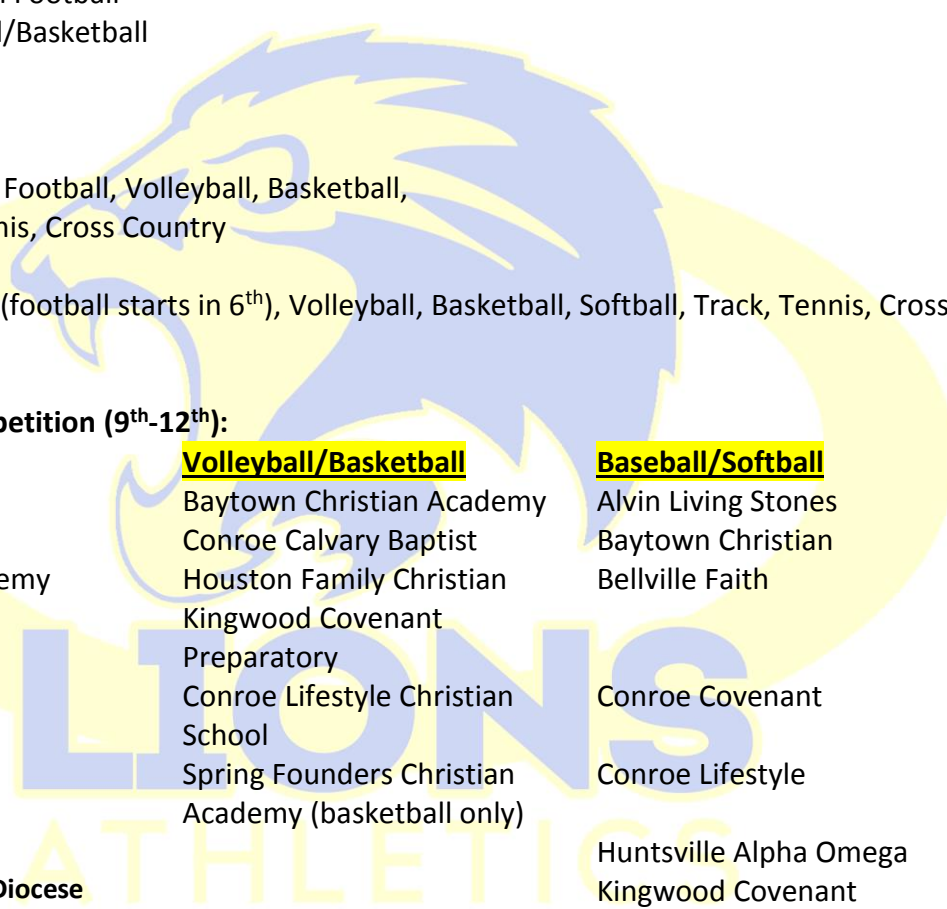 Football
/Basketball
Football, Volleyball, Basketball,
nis, Cross Country
(football starts in 6th), Volleyball, Basketball, Softball, Track, Tennis, Cross
petition (9th-12th):
Volleyball/Basketball Baseball/Softball
Baytown Christian Academy Alvin Living Stones
Conroe Calvary Baptist Baytown Christian
emy Houston Family Christian Bellville Faith
Kingwood Covenant
Preparatory
Conroe Lifestyle Christian Conroe Covenant
School
Spring Founders Christian Conroe Lifestyle
Academy (basketball only)
Huntsville Alpha Omega
Diocese Kingwood Covenant
LIONS
ATHLETICS